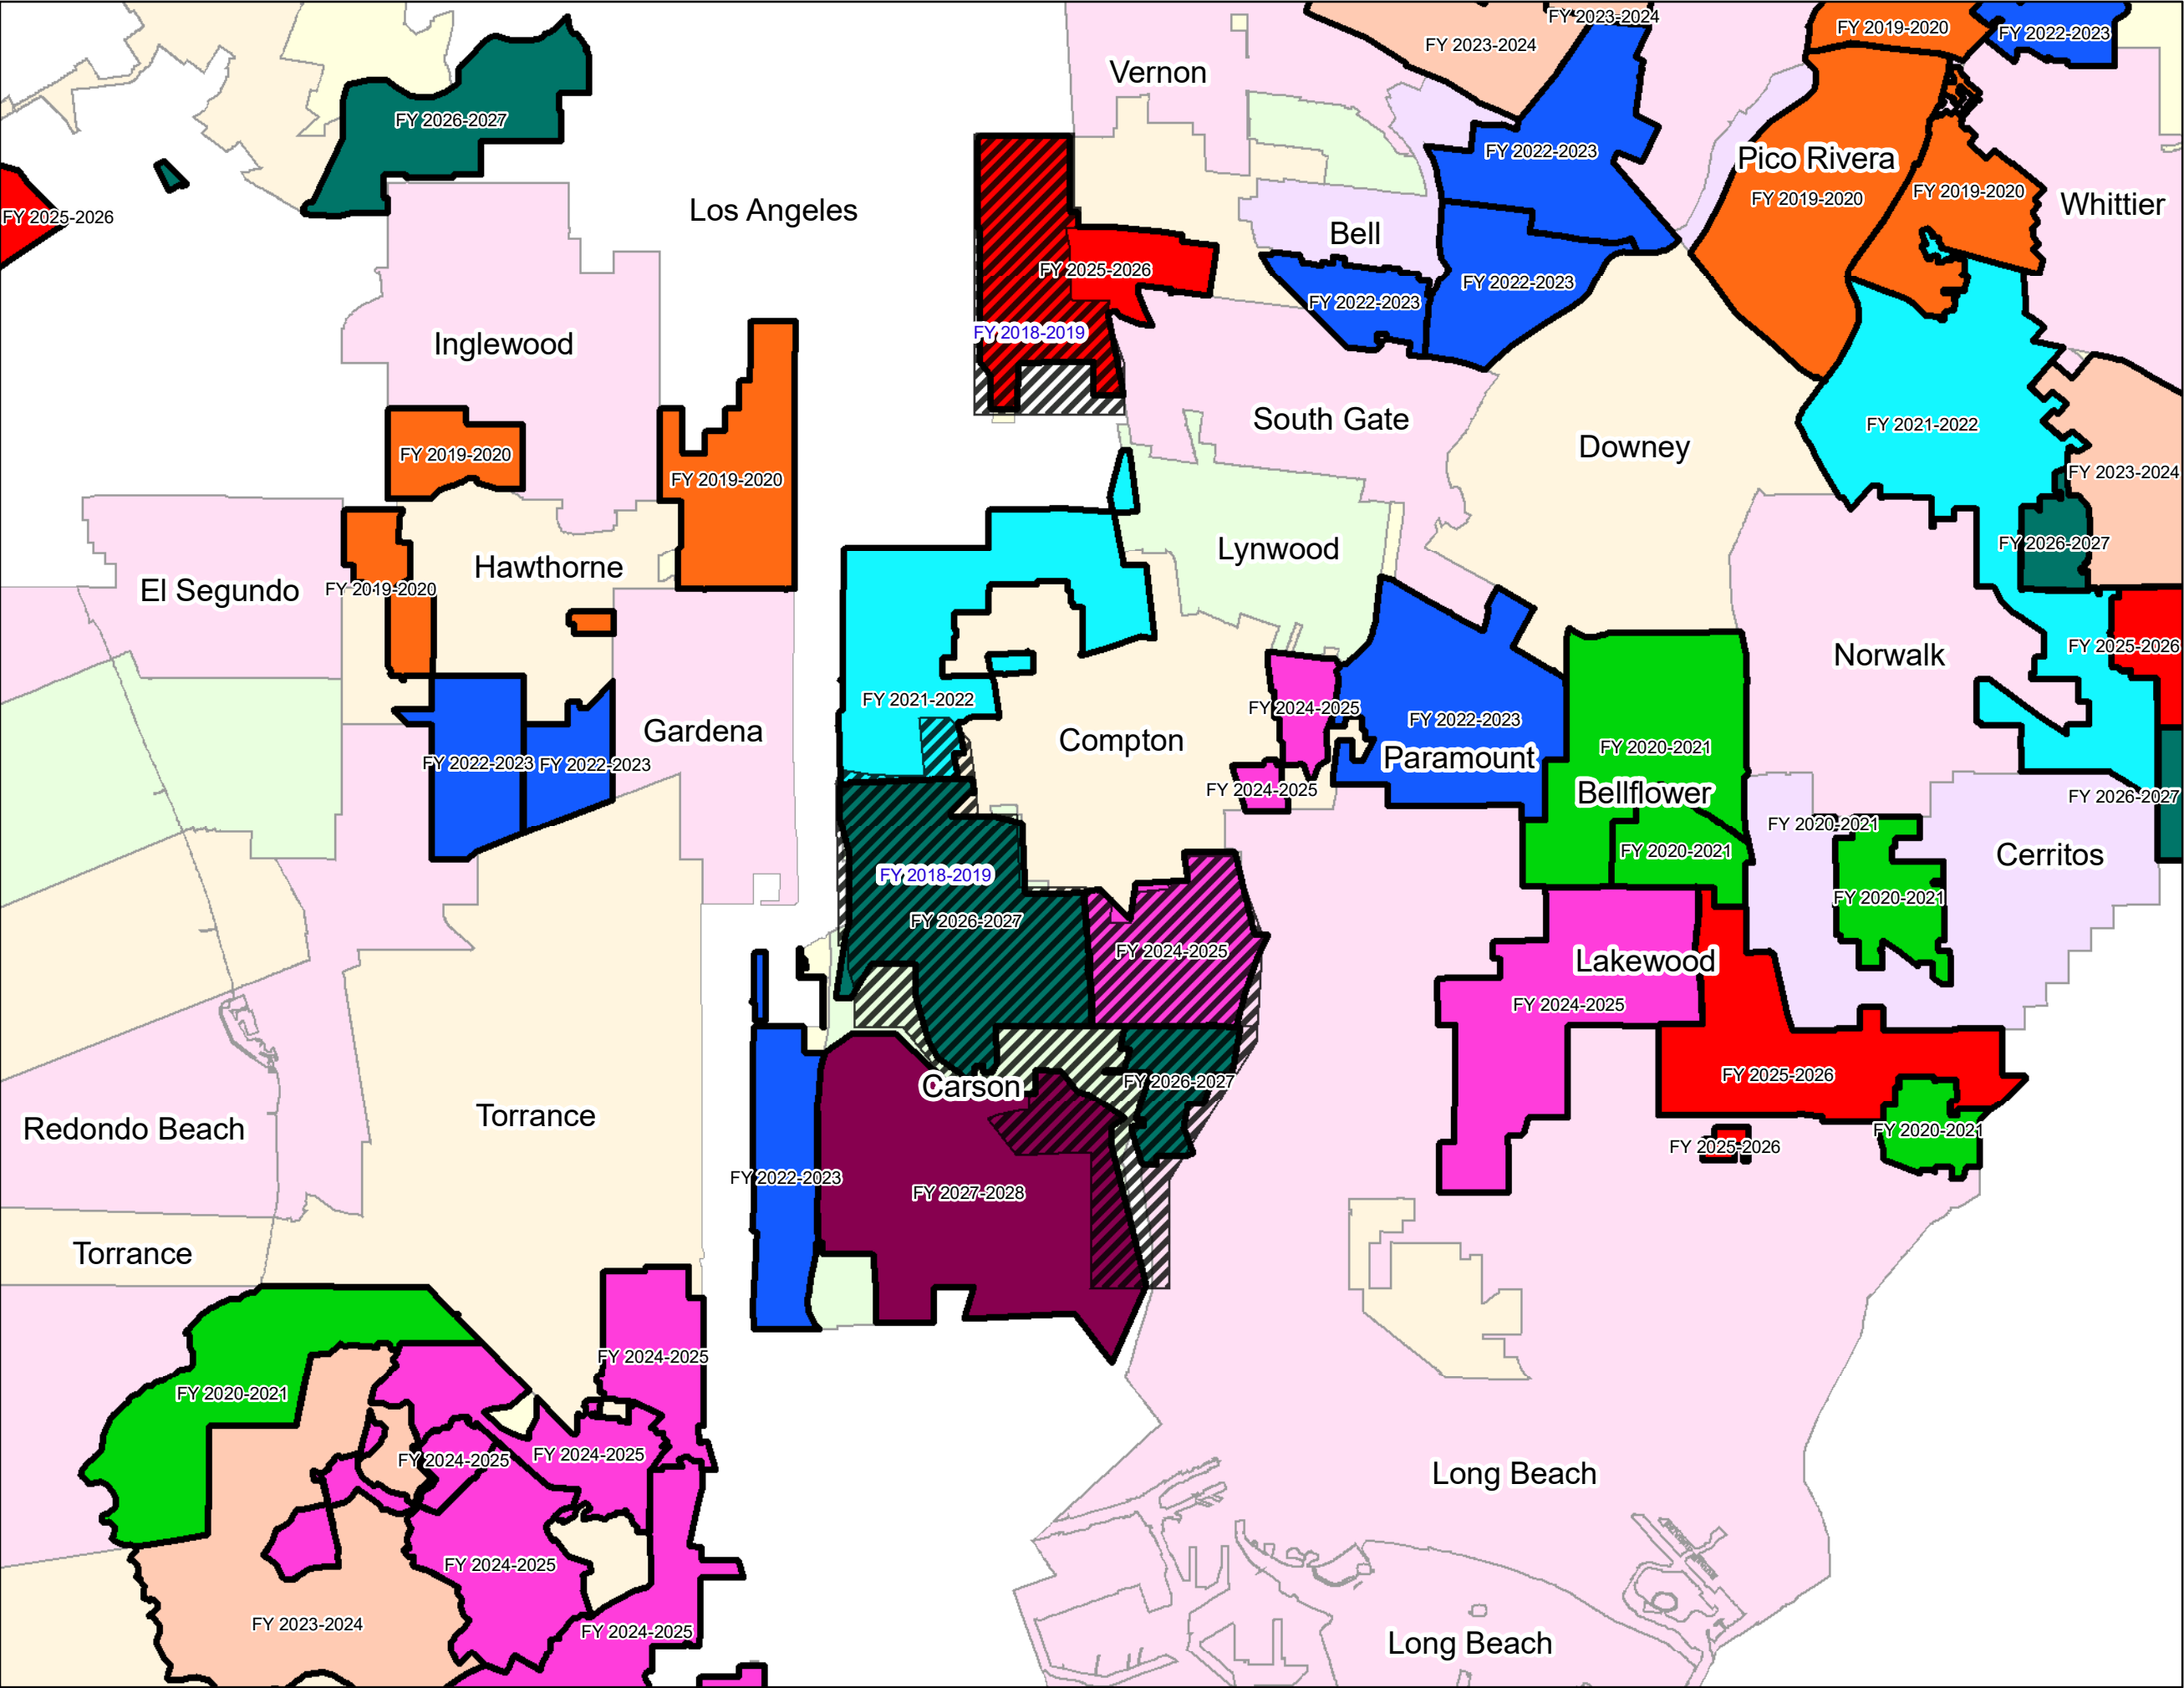 FY 2023-2024
FY 2019-2020
FY 2022-2023
FY 2023-2024
Vernon
FY 2026-2027
FY 2022-2023
Pico Rivera
FY 2019-2020
FY 2019-2020
Whittier
FY 2025-2026
Los Angeles
Bell
FY 2025-2026
FY 2022-2023
FY 2022-2023
FY 2018-2019
Inglewood
South Gate
FY 2021-2022
Downey
FY 2019-2020
FY 2023-2024
FY 2019-2020
FY 2026-2027
Lynwood
Hawthorne
El Segundo
FY 2019-2020
FY 2025-2026
Norwalk
FY 2021-2022
FY 2024-2025
FY 2022-2023
Gardena
Compton
FY 2020-2021
Paramount
FY 2022-2023
FY 2022-2023
FY 2024-2025
Bellflower
FY 2026-2027
FY 2020-2021
FY 2020-2021
Cerritos
FY 2018-2019
FY 2020-2021
FY 2026-2027
FY 2024-2025
Lakewood
FY 2024-2025
FY 2025-2026
Carson
FY 2026-2027
Torrance
Redondo Beach
FY 2020-2021
FY 2025-2026
FY 2022-2023
FY 2027-2028
Torrance
FY 2024-2025
FY 2020-2021
FY 2024-2025
FY 2024-2025
Long Beach
FY 2024-2025
FY 2023-2024
FY 2024-2025
Long Beach